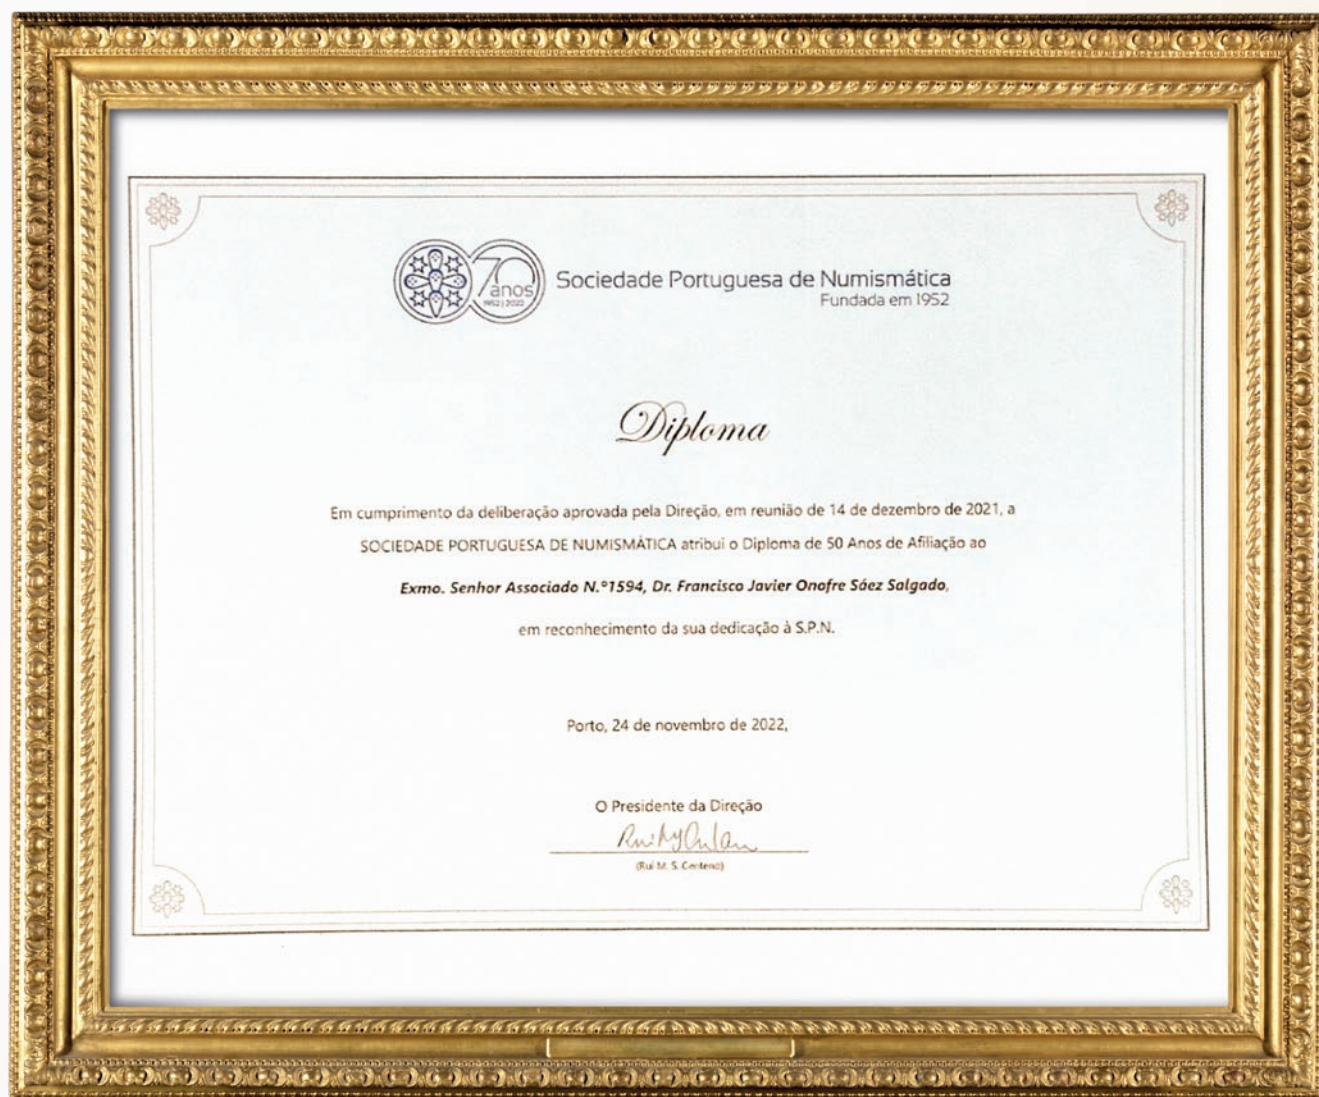 70
anos
1952 | 2022
Sociedade Portuguesa de Numismática
Fundada em 1952
Diploma
Em cumprimento da deliberação aprovada pela Direção, em reunião de 14 de dezembro de 2021, a
SOCIEDADE PORTUGUESA DE NUMISMÁTICA atribui o Diploma de 50 Anos de Afiliação ao
Exmo. Senhor Associado N.º1594, Dr. Francisco Javier Onofre Sáez Salgado,
em reconhecimento da sua dedicação à S.P.N.
Porto, 24 de novembro de 2022,
O Presidente da Direção
(Rui M. S. Centeno)